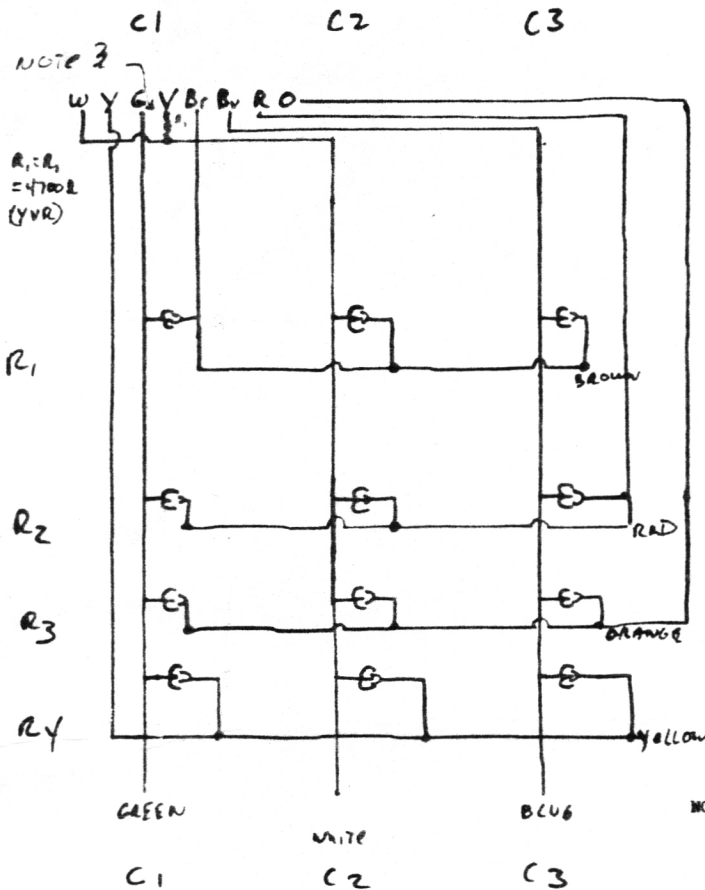 C1 C2 C3
NOTE 3
W Y G V Br Bu R O
R1
R1=R1
=4700Ω
(YVR)
R1
BROWN
R2
RED
R3
ORANGE
RY
YELLOW
GREEN
WHITE
BLUE
C1 C2 C3